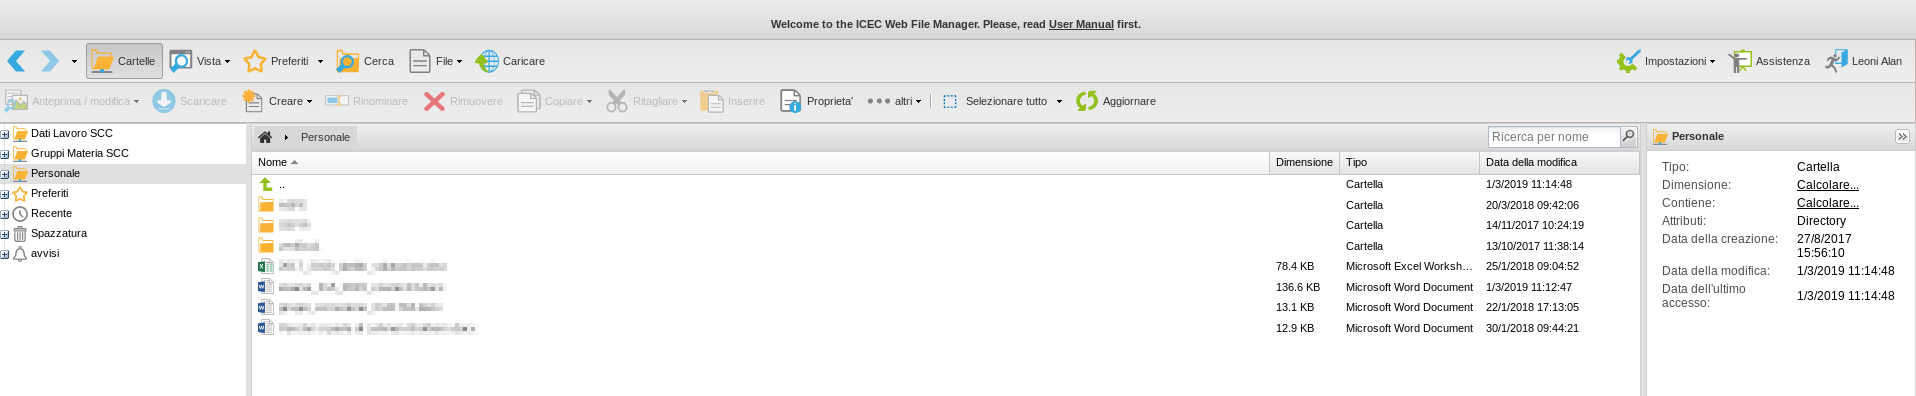 Welcome to the ICEC Web File Manager. Please, read User Manual first.
Cartelle Vista Preferiti Cerca File Caricare Impostazioni Assistenza Leoni Alan
Anteprima / modifica Scaricare Creare Rinominare Rimuovere Copiare Ritagliare Inserire Proprieta' altri Selezionare tutto Aggiornare
Dati Lavoro SCC
Gruppi Materia SCC
Personale
Preferiti
Recente
Spazzatura
avvisi
Personale Ricerca per nome
Nome Dimensione Tipo Data della modifica
.. Cartella 1/3/2019 11:14:48
Cartella 20/3/2018 09:42:06
Cartella 14/11/2017 10:24:19
Cartella 13/10/2017 11:38:14
78.4 KB Microsoft Excel Worksh... 25/1/2018 09:04:52
136.6 KB Microsoft Word Document 1/3/2019 11:12:47
13.1 KB Microsoft Word Document 22/1/2018 17:13:05
12.9 KB Microsoft Word Document 30/1/2018 09:44:21
Personale
Tipo: Cartella
Dimensione: Calcolare...
Contiene: Calcolare...
Attributi: Directory
Data della creazione: 27/8/2017
15:56:10
Data della modifica: 1/3/2019 11:14:48
Data dell'ultimo
accesso: 1/3/2019 11:14:48